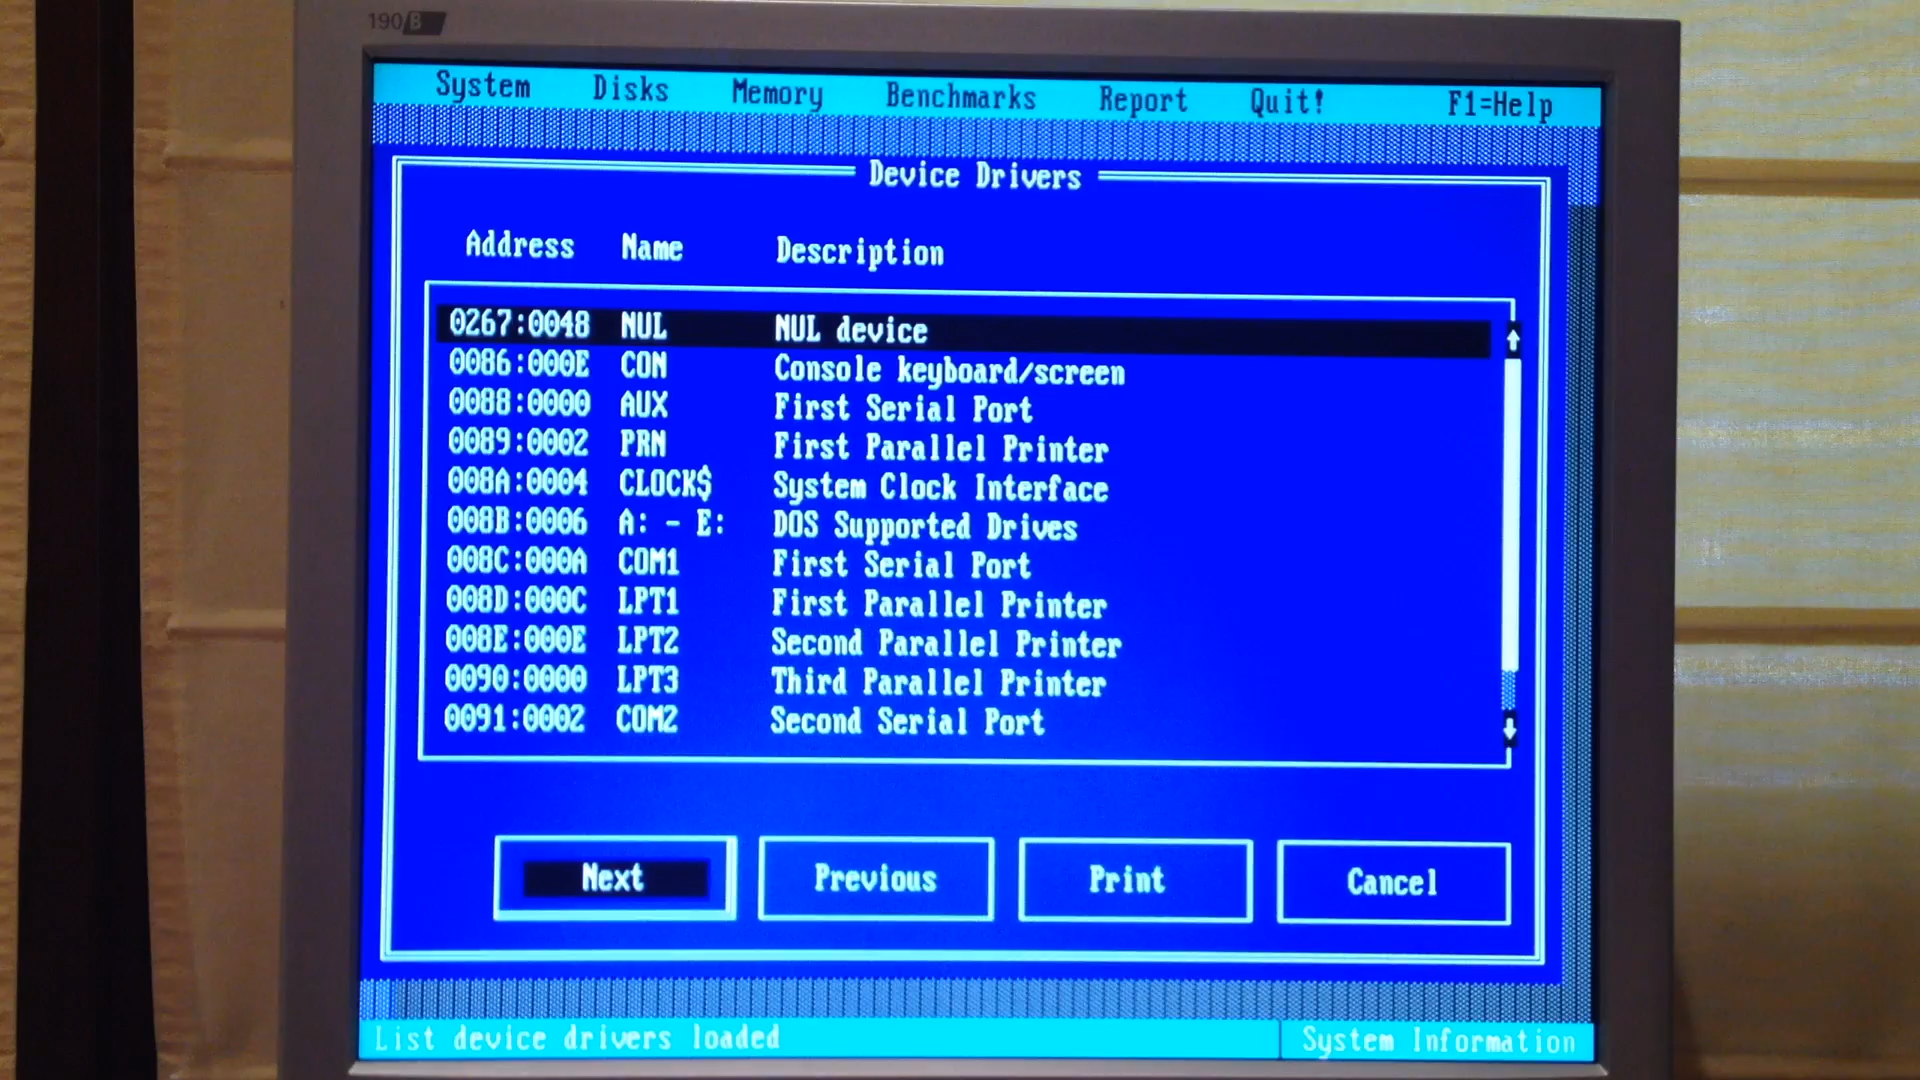 190B
System Disks Memory Benchmarks Report Quit! F1=Help
Device Drivers
Address Name Description
0267:0048 NUL NUL device
0086:000E CON Console keyboard/screen
0088:0000 AUX First Serial Port
0089:0002 PRN First Parallel Printer
008A:0004 CLOCK$ System Clock Interface
008B:0006 A: - E: DOS Supported Drives
008C:000A COM1 First Serial Port
008D:000C LPT1 First Parallel Printer
008E:000E LPT2 Second Parallel Printer
0090:0000 LPT3 Third Parallel Printer
0091:0002 COM2 Second Serial Port
Next Previous Print Cancel
List device drivers loaded System Information